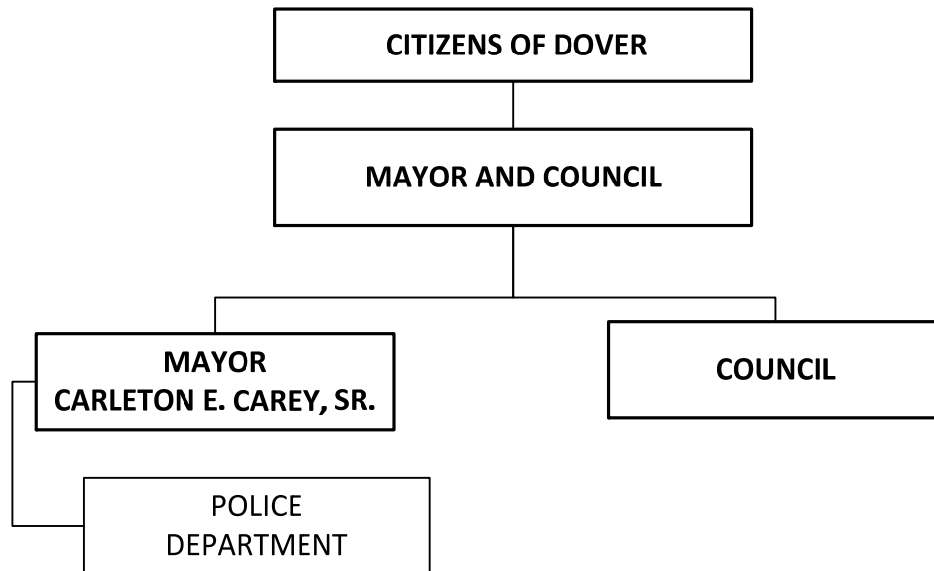 CITIZENS OF DOVER
MAYOR AND COUNCIL
MAYOR
CARLETON E. CAREY, SR.
COUNCIL
POLICE
DEPARTMENT